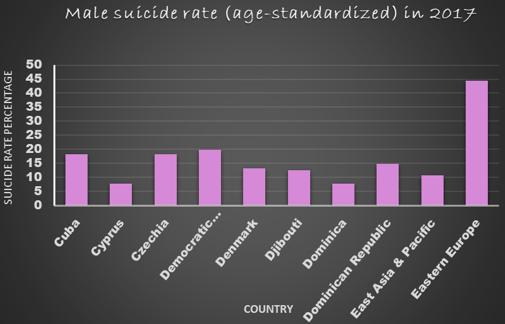 Male suicide rate (age-standardized) in 2017
SUICIDE RATE PERCENTAGE
50
45
40
35
30
25
20
15
10
5
0
Cuba
Cyprus
Czechia
Democratic...
Denmark
Djibouti
Dominica
Dominican Republic
East Asia & Pacific
Eastern Europe
COUNTRY